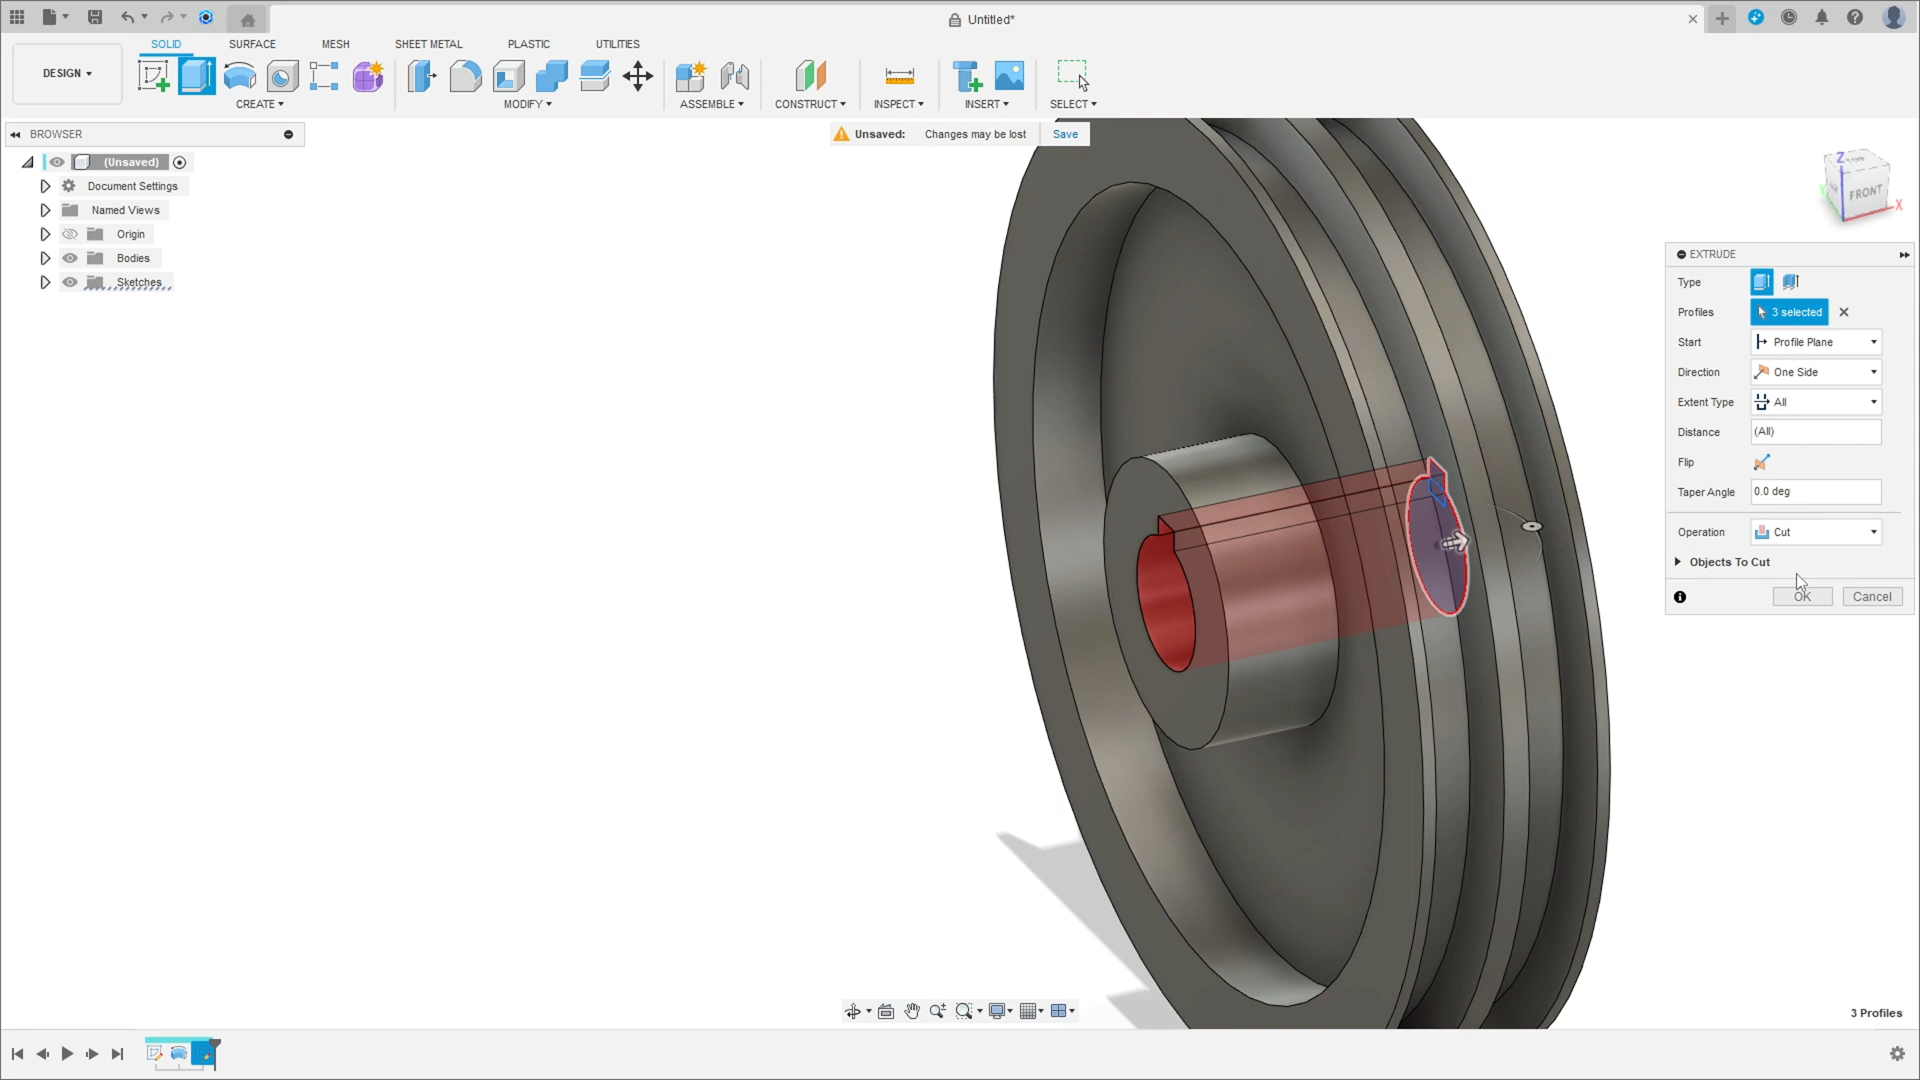 Untitled*
SOLID SURFACE MESH SHEET METAL PLASTIC UTILITIES
DESIGN
CREATE MODIFY ASSEMBLE CONSTRUCT INSPECT INSERT SELECT
BROWSER
Unsaved: Changes may be lost Save
(Unsaved)
Document Settings
Named Views
Origin
Bodies
Sketches
Z
TOP
FRONT
X
EXTRUDE
Type
Profiles 3 selected
Start Profile Plane
Direction One Side
Extent Type All
Distance (All)
Flip
Taper Angle 0.0 deg
Operation Cut
Objects To Cut
OK Cancel
3 Profiles